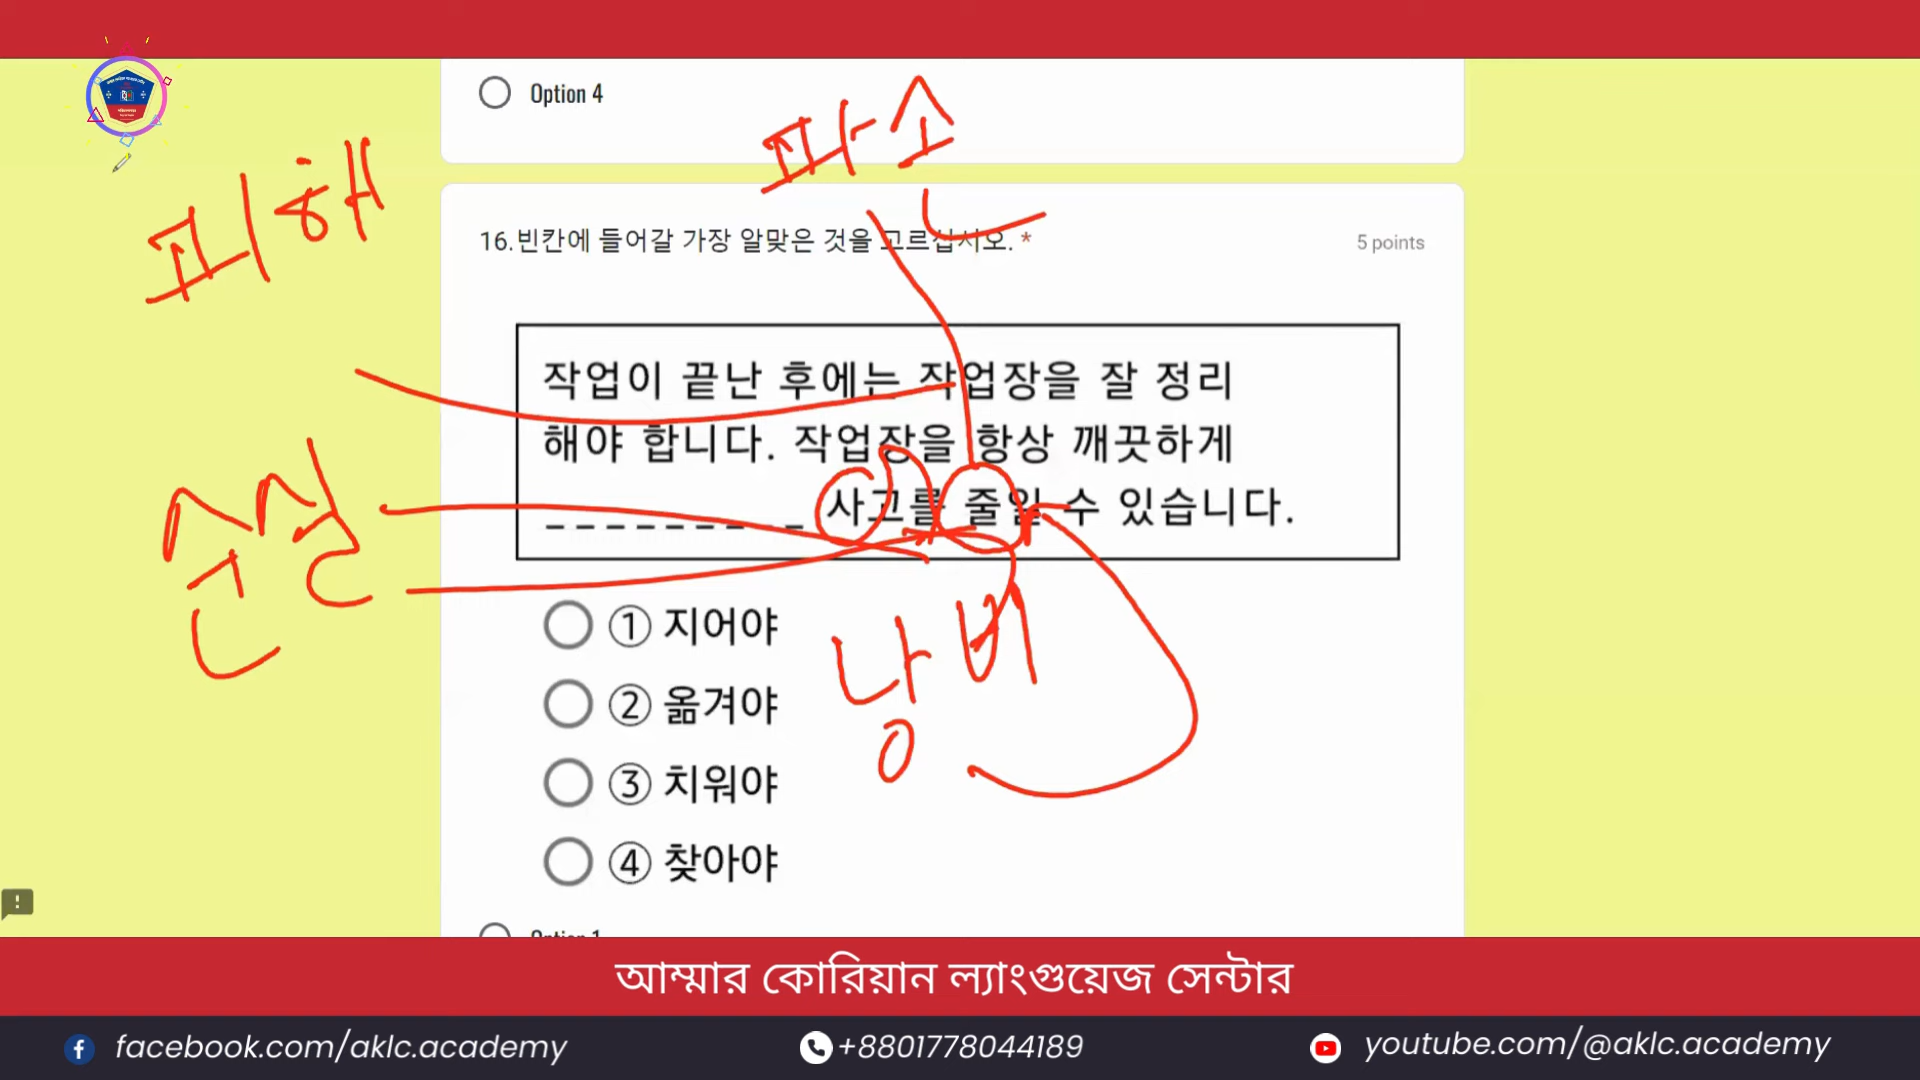 Option 4
파손
피해
16.빈칸에 들어갈 가장 알맞은 것을 고르십시오. *
5 points
작업이 끝난 후에는 작업장을 잘 정리
해야 합니다. 작업장을 항상 깨끗하게
_ _ _ _ _ _ _ _ _ 사고를 줄일 수 있습니다.
손실
① 지어야
낭비
② 옮겨야
③ 치워야
④ 찾아야
Option 1
আম্মার কোরিয়ান ল্যাংগুয়েজ সেন্টার
facebook.com/aklc.academy
+8801778044189
youtube.com/@aklc.academy